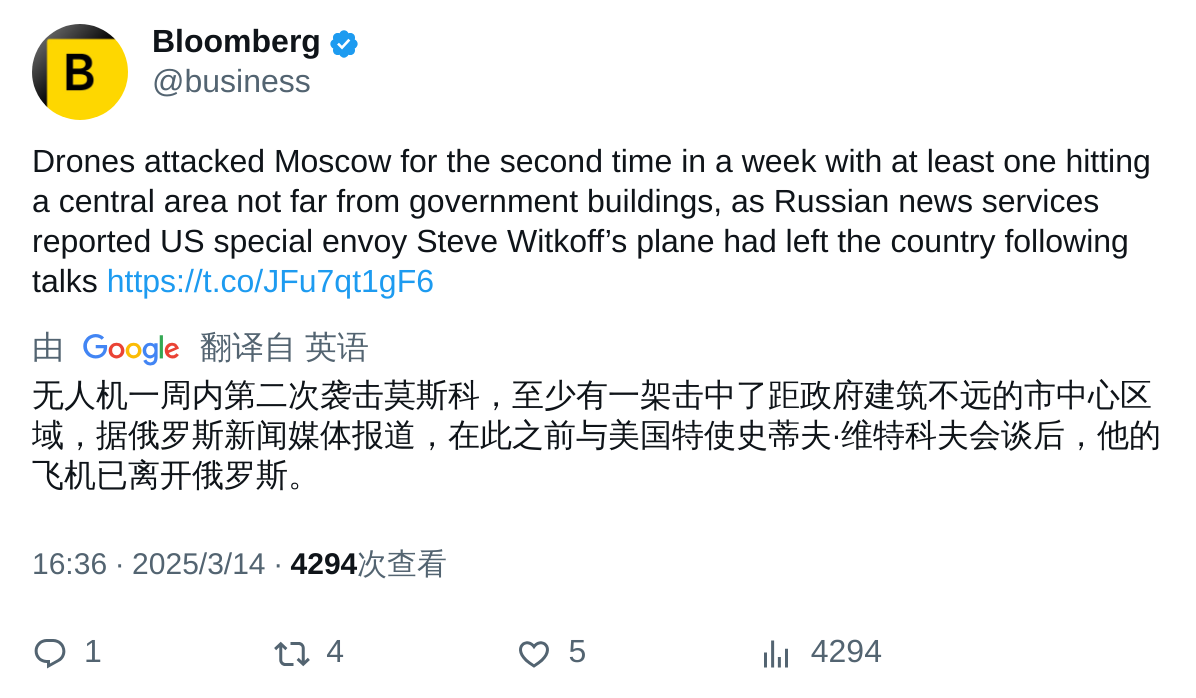 B
Bloomberg
@business
Drones attacked Moscow for the second time in a week with at least one hitting
a central area not far from government buildings, as Russian news services
reported US special envoy Steve Witkoff’s plane had left the country following
talks https://t.co/JFu7qt1gF6
由 Google 翻译自 英语
无人机一周内第二次袭击莫斯科，至少有一架击中了距政府建筑不远的市中心区
域，据俄罗斯新闻媒体报道，在此之前与美国特使史蒂夫·维特科夫会谈后，他的
飞机已离开俄罗斯。
16:36 · 2025/3/14 · 4294次查看
1 4 5 4294